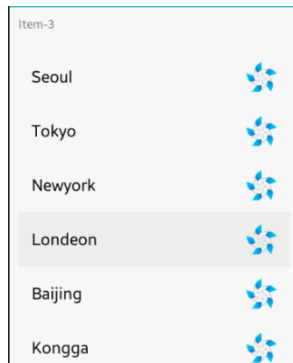 Item-3
Seoul
Tokyo
Newyork
Londeon
Baijing
Kongga